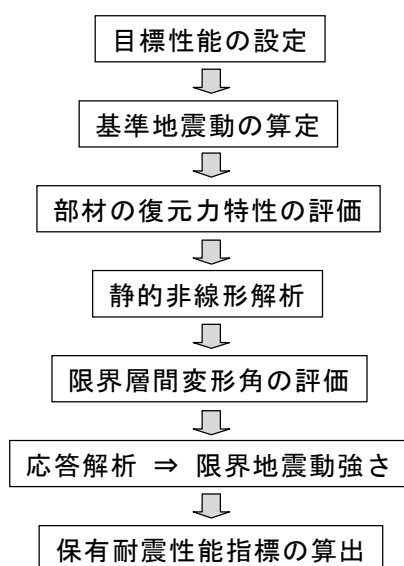 目標性能の設定
基準地震動の算定
部材の復元力特性の評価
静的非線形解析
限界層間変形角の評価
応答解析 ⇒ 限界地震動強さ
保有耐震性能指標の算出